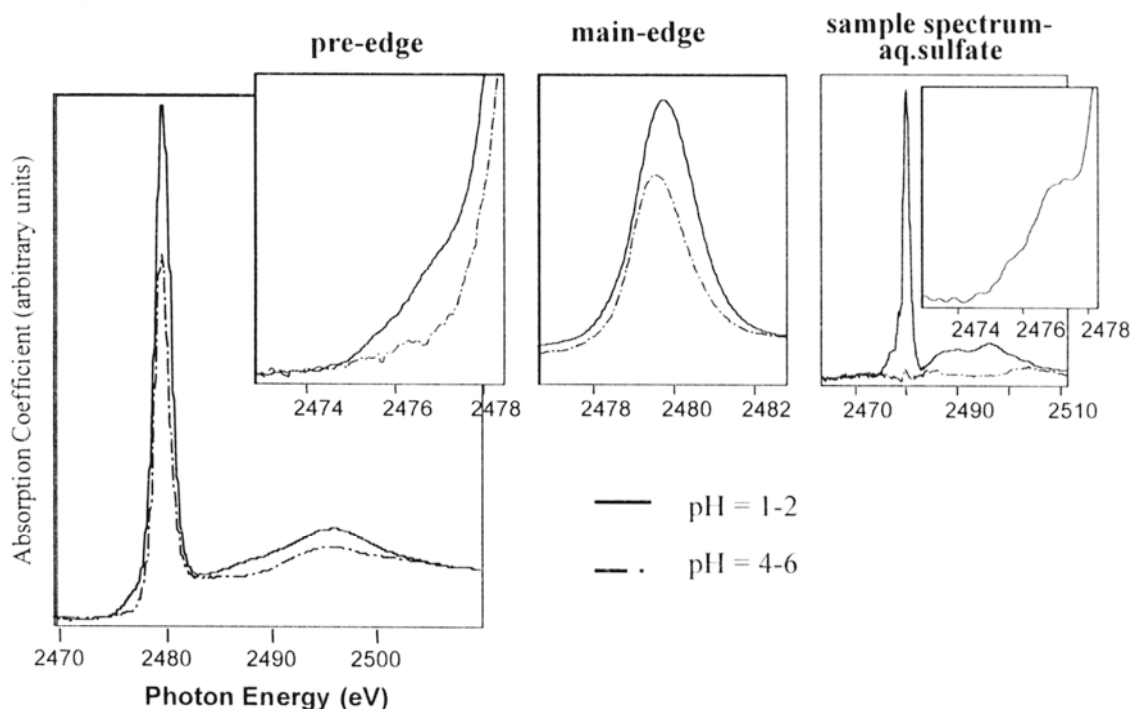 pre-edge
main-edge
sample spectrum-
aq.sulfate
Absorption Coefficient (arbitrary units)
2474 2476 2478
2478 2480 2482
2474 2476 2478
2470 2490 2510
pH = 1-2
pH = 4-6
2470 2480 2490 2500
Photon Energy (eV)